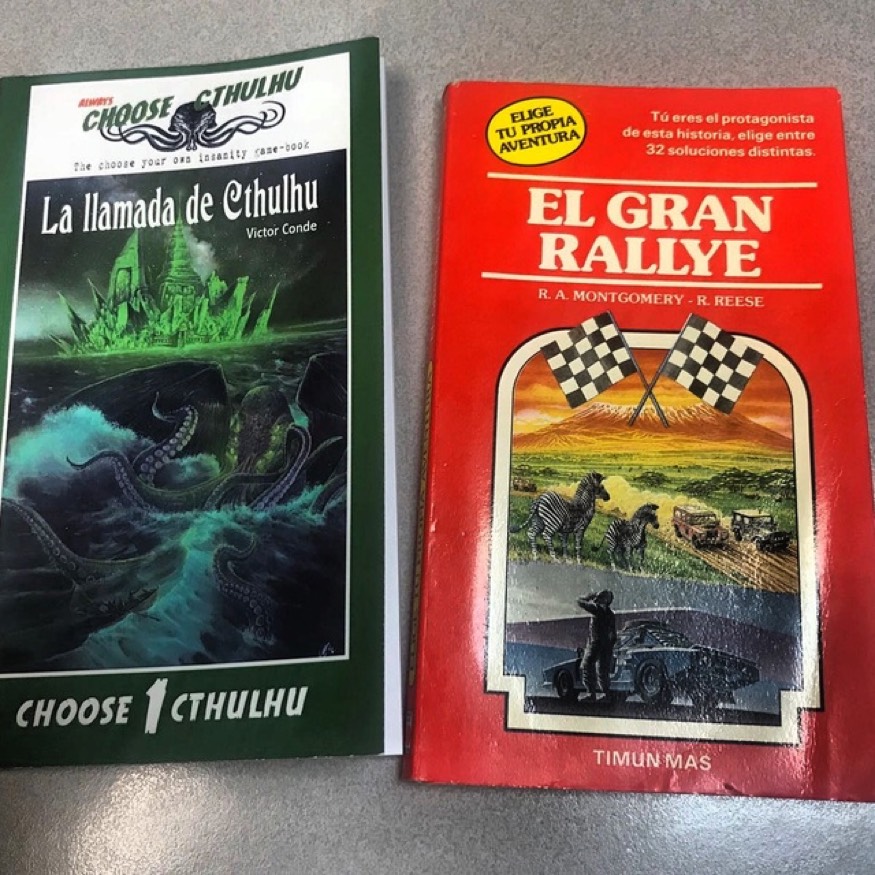 ALWAYS
CHOOSE CTHULHU
The choose your own insanity game-book
La llamada de Cthulhu
Victor Conde
CHOOSE 1 CTHULHU
ELIGE
TU PROPIA
AVENTURA
Tú eres el protagonista
de esta historia, elige entre
32 soluciones distintas.
EL GRAN
RALLYE
R. A. MONTGOMERY - R. REESE
TIMUN MAS